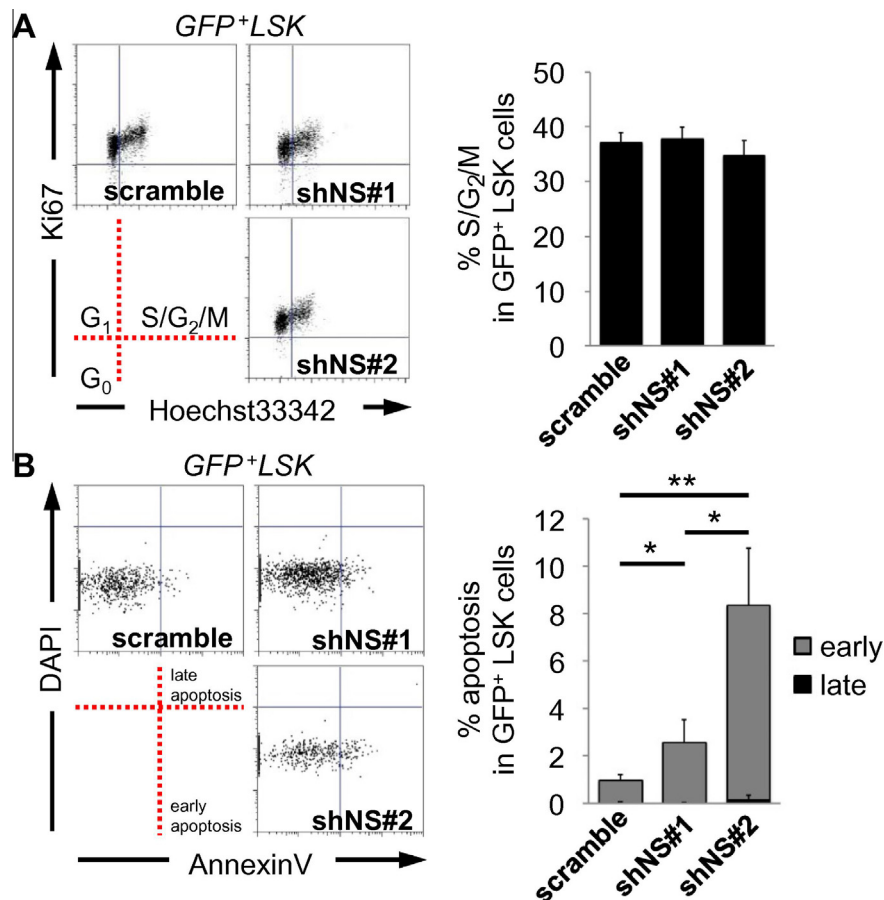 A
GFP+LSK
Ki67
scramble
shNS#1
G1
S/G2/M
G0
shNS#2
Hoechst33342
% S/G2/M
in GFP+ LSK cells
50
40
30
20
10
0
scramble
shNS#1
shNS#2
B
GFP+LSK
DAPI
scramble
shNS#1
late
apoptosis
early
apoptosis
shNS#2
AnnexinV
% apoptosis
in GFP+ LSK cells
12
10
8
6
4
2
0
**
*
*
early
late
scramble
shNS#1
shNS#2